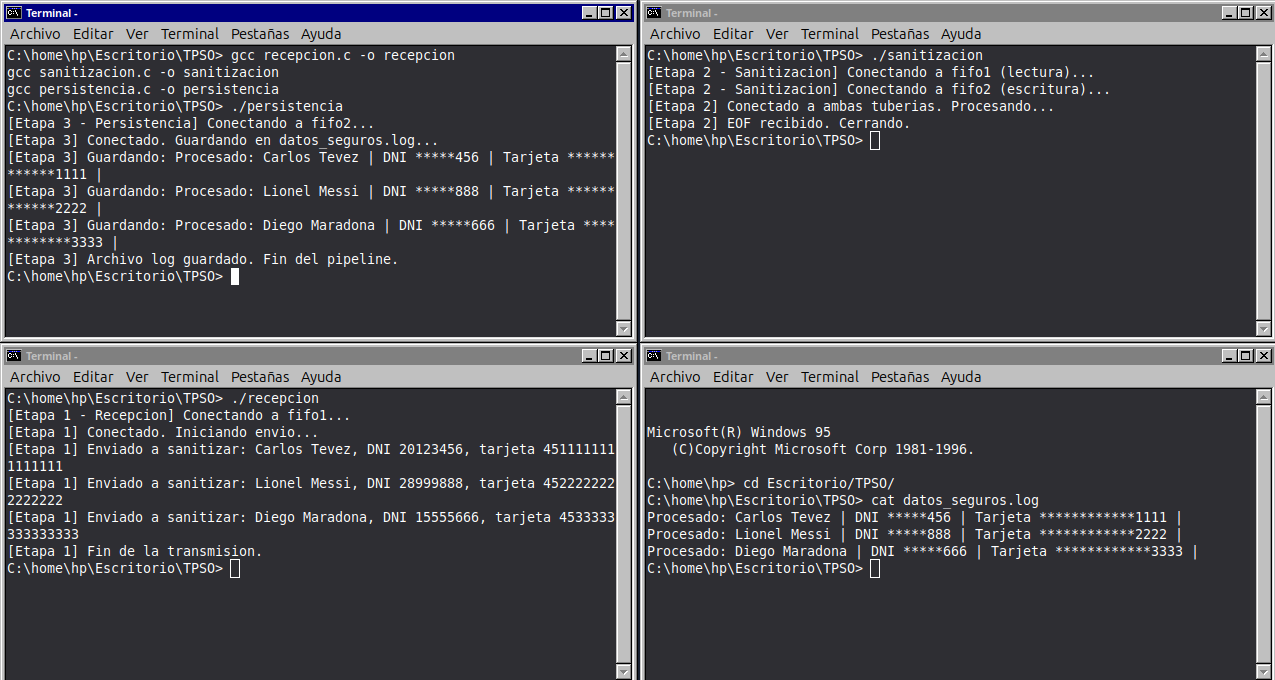 Terminal -
Archivo Editar Ver Terminal Pestañas Ayuda
C:\home\hp\Escritorio\TPSO> gcc recepcion.c -o recepcion
gcc sanitizacion.c -o sanitizacion
gcc persistencia.c -o persistencia
C:\home\hp\Escritorio\TPSO> ./persistencia
[Etapa 3 - Persistencia] Conectando a fifo2...
[Etapa 3] Conectado. Guardando en datos_seguros.log...
[Etapa 3] Guardando: Procesado: Carlos Tevez | DNI *****456 | Tarjeta ******
******1111 |
[Etapa 3] Guardando: Procesado: Lionel Messi | DNI *****888 | Tarjeta ******
******2222 |
[Etapa 3] Guardando: Procesado: Diego Maradona | DNI *****666 | Tarjeta ****
********3333 |
[Etapa 3] Archivo log guardado. Fin del pipeline.
C:\home\hp\Escritorio\TPSO>
Terminal -
Archivo Editar Ver Terminal Pestañas Ayuda
C:\home\hp\Escritorio\TPSO> ./sanitizacion
[Etapa 2 - Sanitizacion] Conectando a fifo1 (lectura)...
[Etapa 2 - Sanitizacion] Conectando a fifo2 (escritura)...
[Etapa 2] Conectado a ambas tuberias. Procesando...
[Etapa 2] EOF recibido. Cerrando.
C:\home\hp\Escritorio\TPSO>
Terminal -
Archivo Editar Ver Terminal Pestañas Ayuda
C:\home\hp\Escritorio\TPSO> ./recepcion
[Etapa 1 - Recepcion] Conectando a fifo1...
[Etapa 1] Conectado. Iniciando envio...
[Etapa 1] Enviado a sanitizar: Carlos Tevez, DNI 20123456, tarjeta 451111111
1111111
[Etapa 1] Enviado a sanitizar: Lionel Messi, DNI 28999888, tarjeta 452222222
2222222
[Etapa 1] Enviado a sanitizar: Diego Maradona, DNI 15555666, tarjeta 4533333
333333333
[Etapa 1] Fin de la transmision.
C:\home\hp\Escritorio\TPSO>
Terminal -
Archivo Editar Ver Terminal Pestañas Ayuda
Microsoft(R) Windows 95
(C)Copyright Microsoft Corp 1981-1996.
C:\home\hp> cd Escritorio/TPSO/
C:\home\hp\Escritorio\TPSO> cat datos_seguros.log
Procesado: Carlos Tevez | DNI *****456 | Tarjeta ************1111 |
Procesado: Lionel Messi | DNI *****888 | Tarjeta ************2222 |
Procesado: Diego Maradona | DNI *****666 | Tarjeta ************3333 |
C:\home\hp\Escritorio\TPSO>